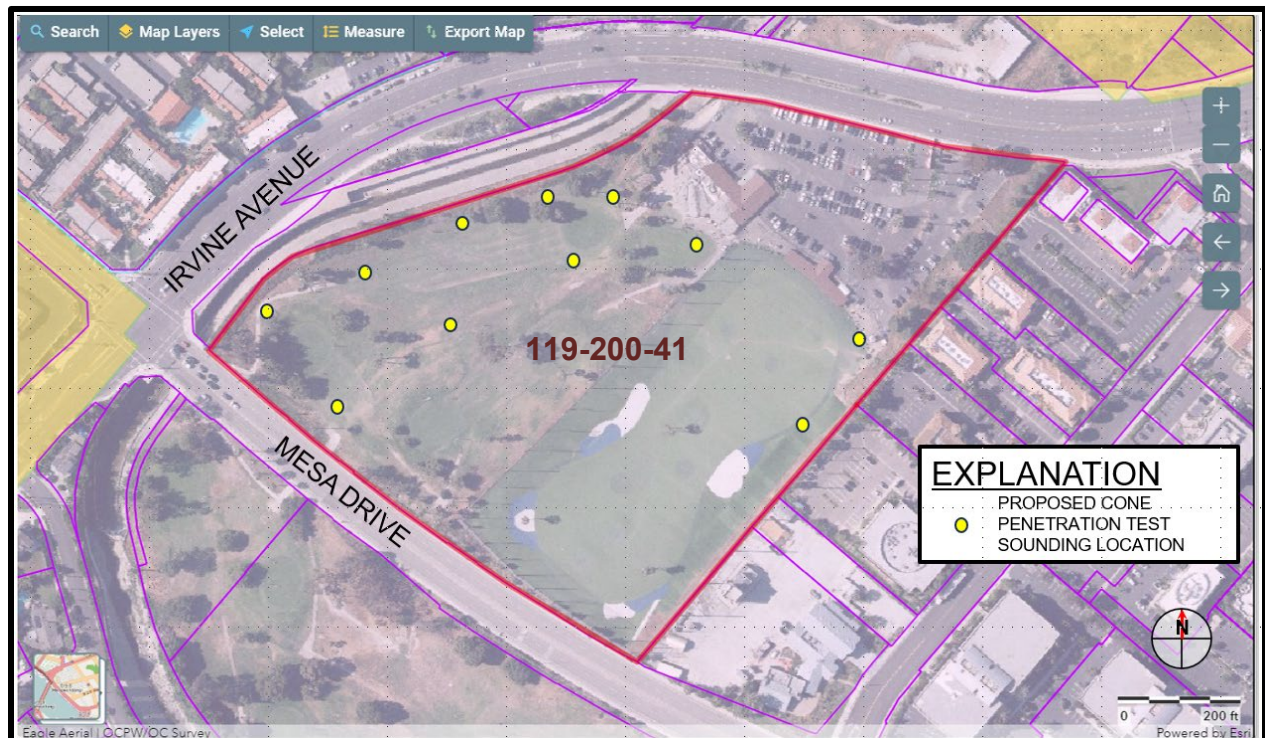 Search
Map Layers
Select
Measure
Export Map
IRVINE AVENUE
119-200-41
MESA DRIVE
EXPLANATION
PROPOSED CONE
PENETRATION TEST
SOUNDING LOCATION
N
0
200 ft
Eagle Aerial | OCPW/OC Survey
Powered by Esri